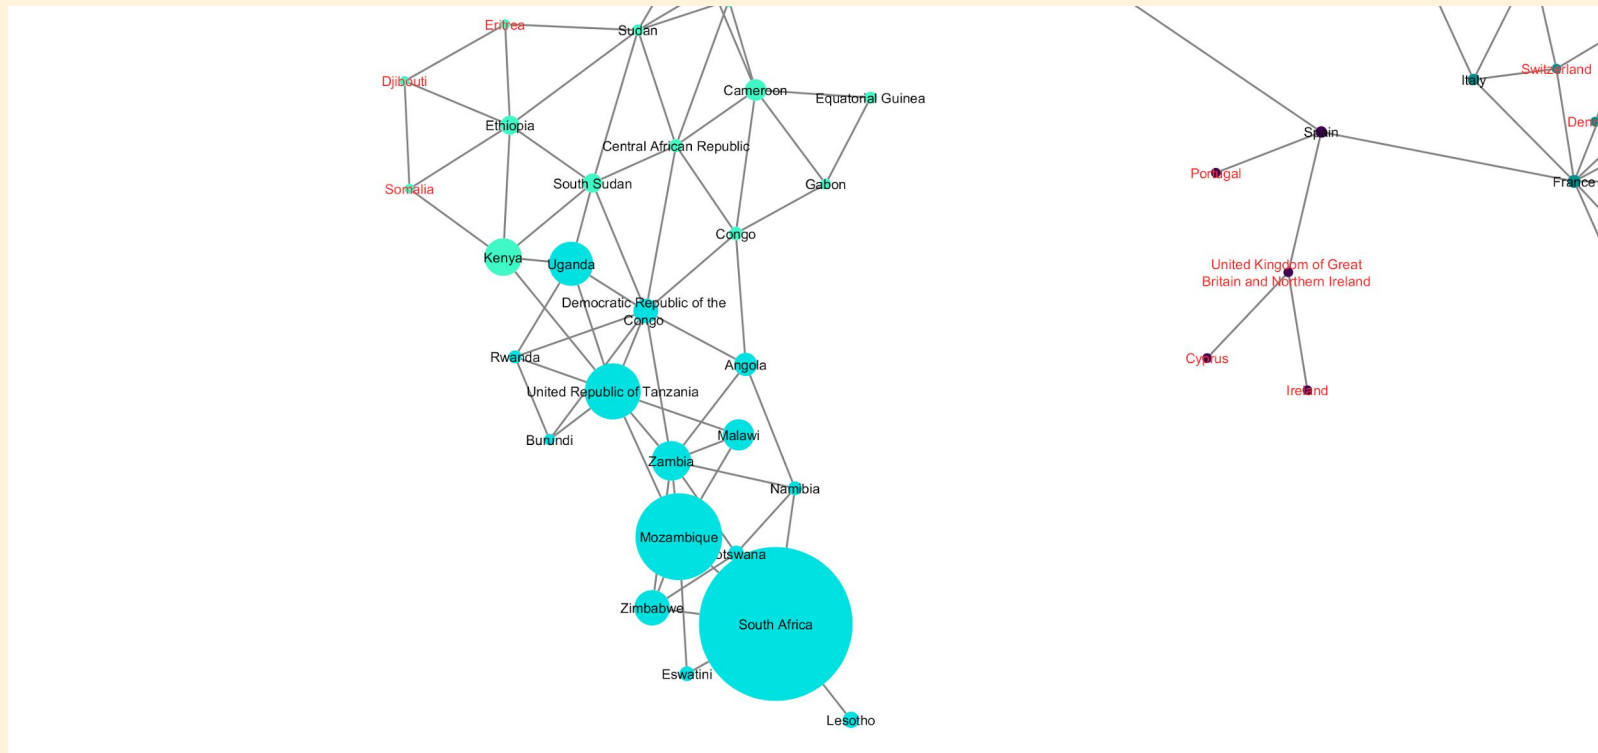 Eritrea
Sudan
Djibouti
Cameroon
Equatorial Guinea
Ethiopia
Central African Republic
South Sudan
Gabon
Somalia
Congo
Kenya
Uganda
Democratic Republic of the
Congo
Rwanda
Angola
United Republic of Tanzania
Burundi
Malawi
Zambia
Namibia
Mozambique
otswana
Zimbabwe
South Africa
Eswatini
Lesotho
Italy
Switzerland
Den
Spain
Portugal
France
United Kingdom of Great
Britain and Northern Ireland
Cyprus
Ireland